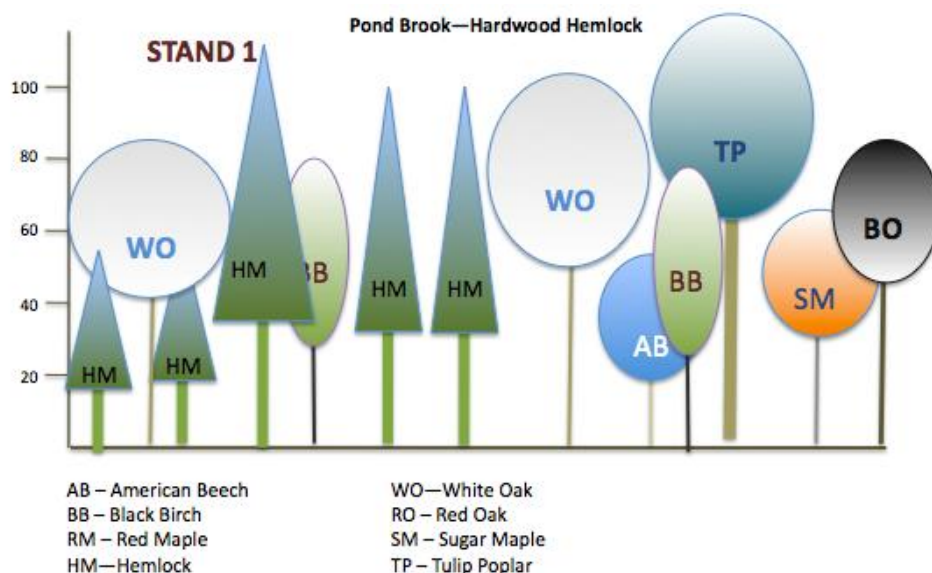 Pond Brook—Hardwood Hemlock
STAND 1
100
80
60
40
20
WO
HM
HM
HM
BB
HM
HM
WO
AB
BB
TP
SM
BO
AB – American Beech
BB – Black Birch
RM – Red Maple
HM—Hemlock
WO—White Oak
RO – Red Oak
SM – Sugar Maple
TP – Tulip Poplar